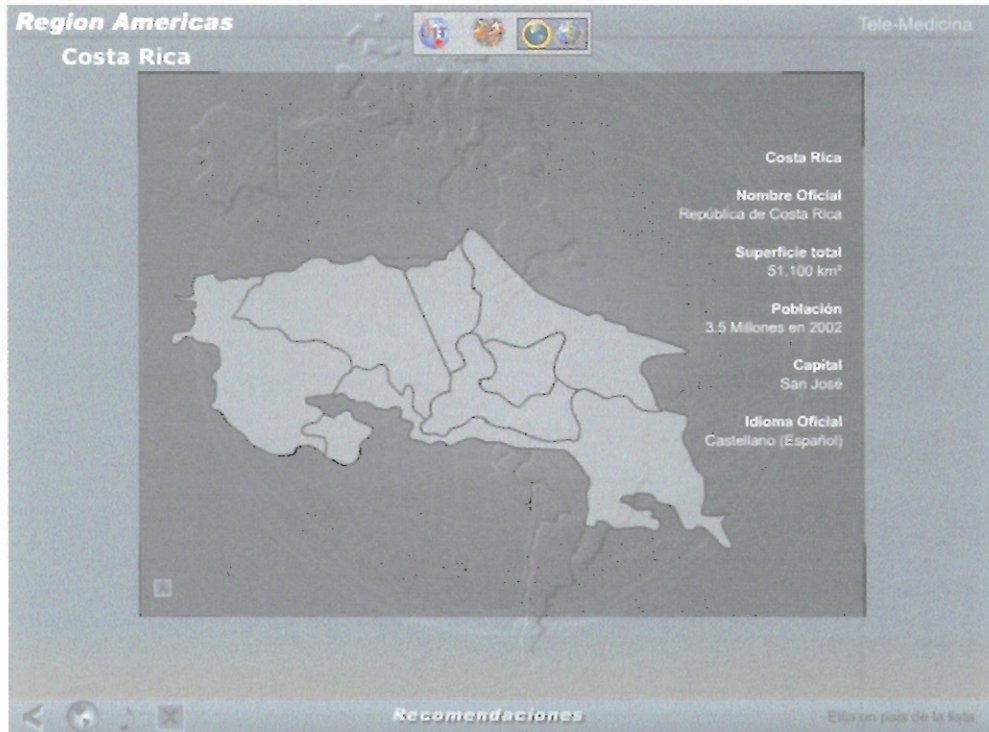 Region Americas
Tele-Medicina
Costa Rica
Costa Rica
Nombre Oficial
República de Costa Rica
Superficie total
51,100 km²
Población
3.5 Millones en 2002
Capital
San José
Idioma Oficial
Castellano (Español)
Recomendaciones
Elija un país de la lista